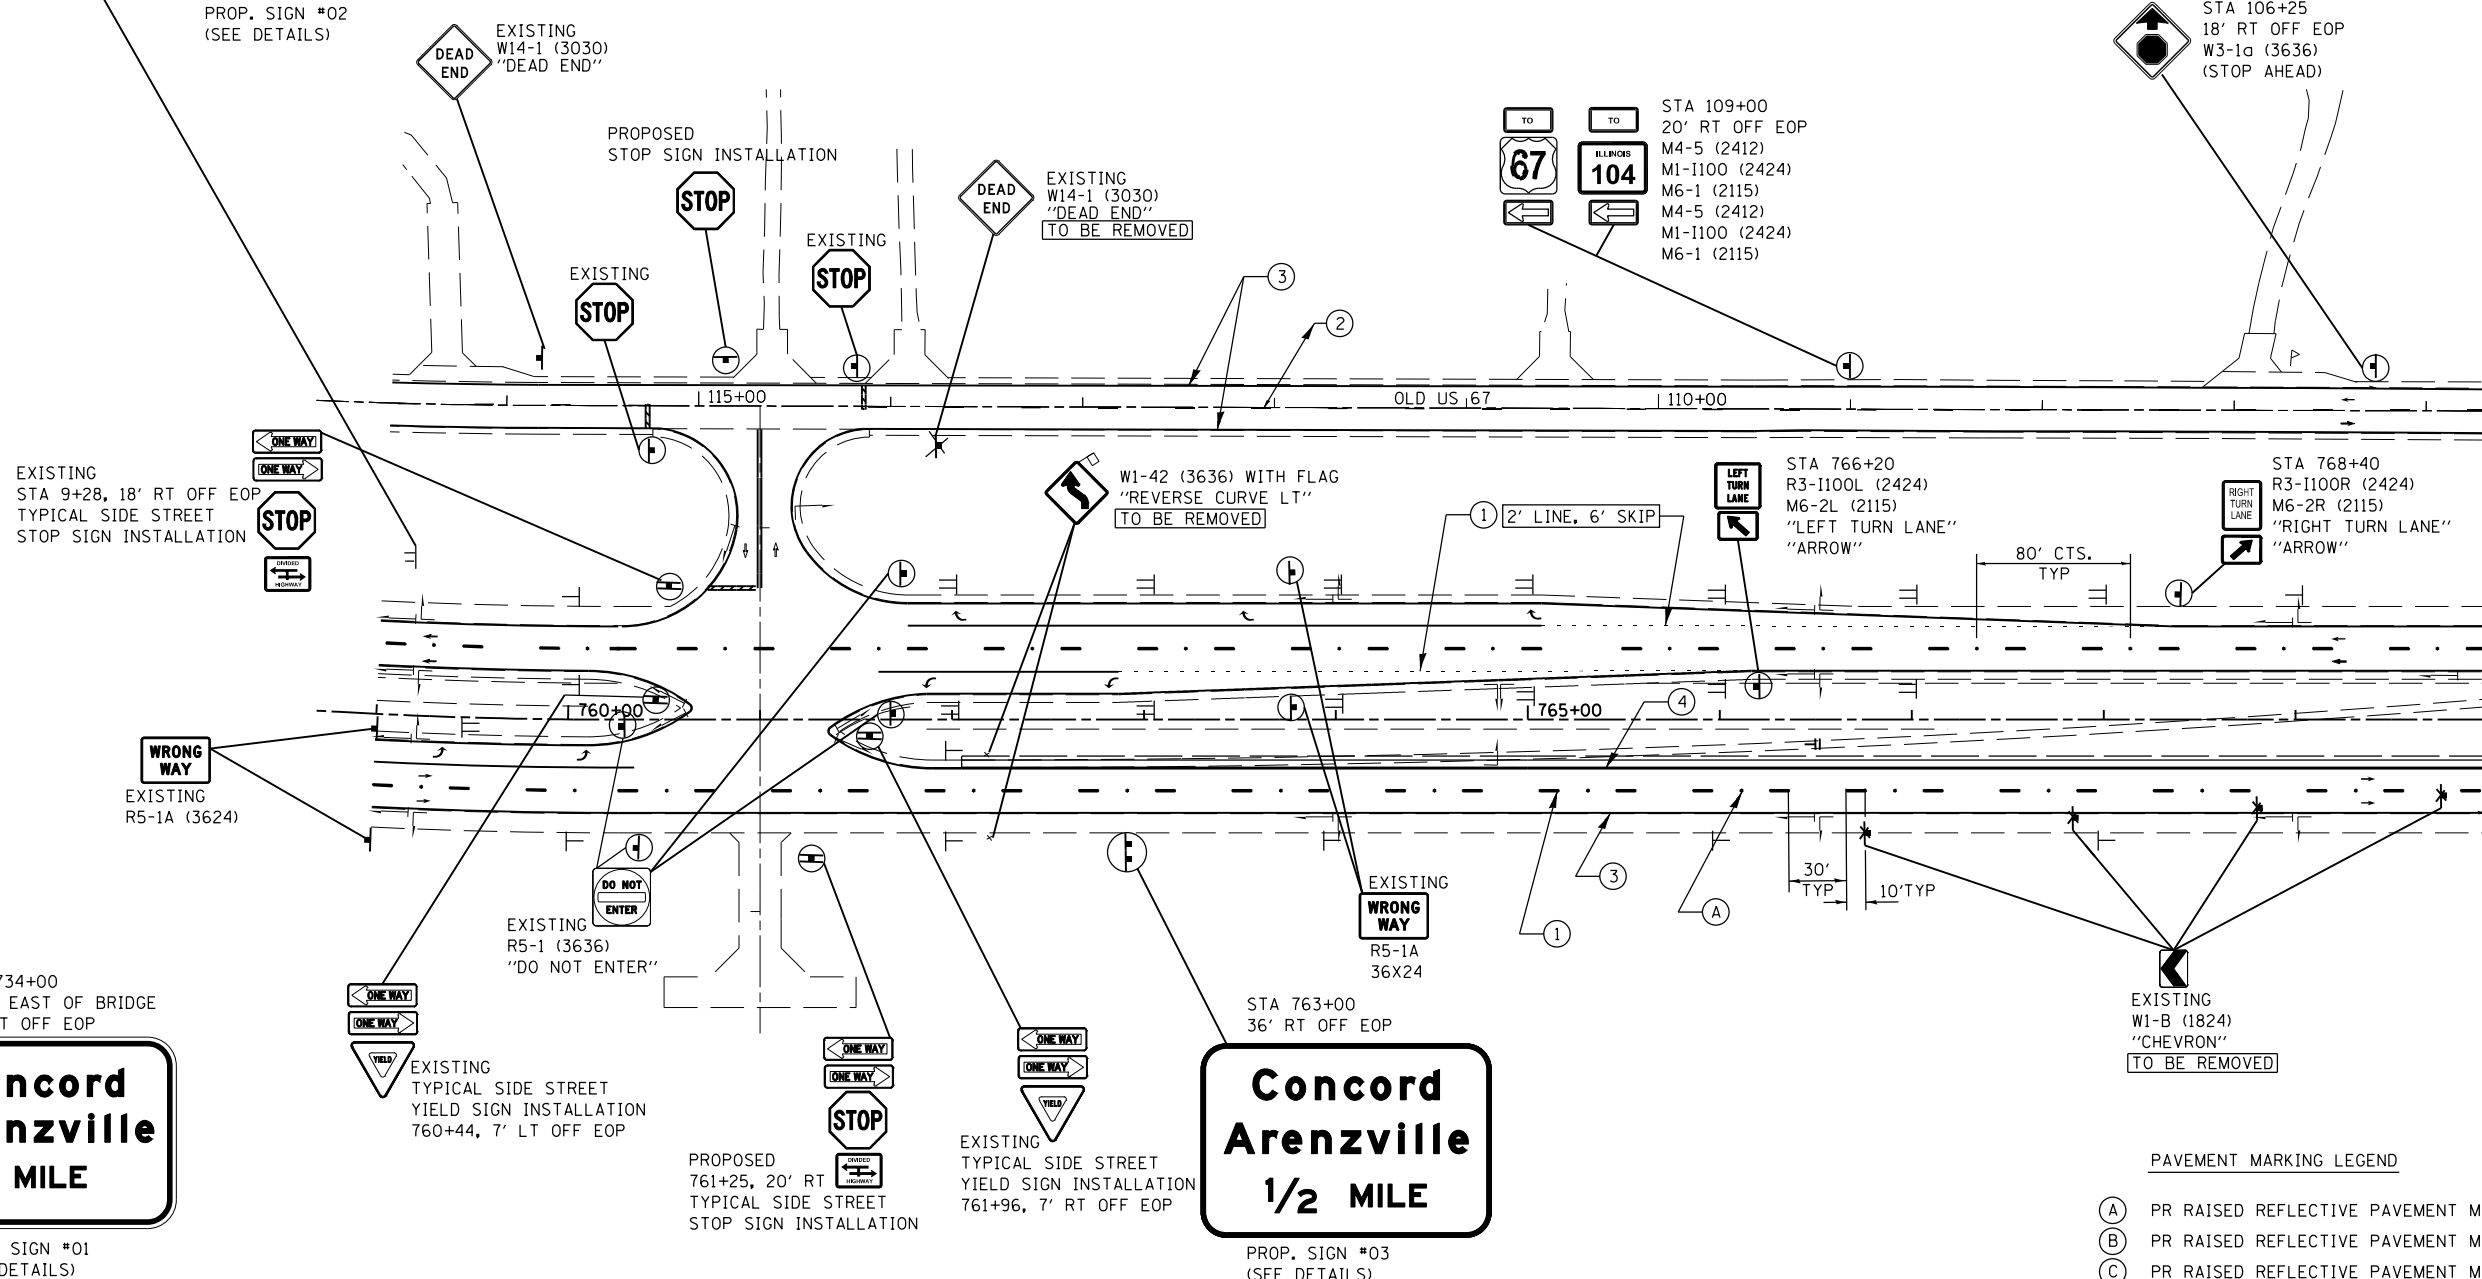 PROP. SIGN #02
(SEE DETAILS)
DEAD
END
EXISTING
W14-1 (3030)
"DEAD END"
STA 106+25
18' RT OFF EOP
W3-1a (3636)
(STOP AHEAD)
PROPOSED
STOP SIGN INSTALLATION
STOP
EXISTING
STOP
EXISTING
STOP
DEAD
END
EXISTING
W14-1 (3030)
"DEAD END"
TO BE REMOVED
TO
67
TO
ILLINOIS
104
STA 109+00
20' RT OFF EOP
M4-5 (2412)
M1-I100 (2424)
M6-1 (2115)
M4-5 (2412)
M1-I100 (2424)
M6-1 (2115)
3
2
115+00
OLD US 67
110+00
P
ONE WAY
ONE WAY
EXISTING
STA 9+28, 18' RT OFF EOP
TYPICAL SIDE STREET
STOP SIGN INSTALLATION
STOP
DIVIDED
HIGHWAY
W1-42 (3636) WITH FLAG
"REVERSE CURVE LT"
TO BE REMOVED
1
2' LINE, 6' SKIP
LEFT
TURN
LANE
STA 766+20
R3-I100L (2424)
M6-2L (2115)
"LEFT TURN LANE"
"ARROW"
80' CTS.
TYP
RIGHT
TURN
LANE
STA 768+40
R3-I100R (2424)
M6-2R (2115)
"RIGHT TURN LANE"
"ARROW"
760+00
765+00
4
WRONG
WAY
EXISTING
R5-1A (3624)
DO NOT
ENTER
EXISTING
R5-1 (3636)
"DO NOT ENTER"
EXISTING
WRONG
WAY
R5-1A
36X24
1
3
A
30'
TYP
10'TYP
EXISTING
W1-B (1824)
"CHEVRON"
TO BE REMOVED
734+00
EAST OF BRIDGE
T OFF EOP
ncord
nzville
MILE
SIGN #01
DETAILS)
ONE WAY
ONE WAY
YIELD
EXISTING
TYPICAL SIDE STREET
YIELD SIGN INSTALLATION
760+44, 7' LT OFF EOP
ONE WAY
ONE WAY
STOP
DIVIDED
HIGHWAY
PROPOSED
761+25, 20' RT
TYPICAL SIDE STREET
STOP SIGN INSTALLATION
ONE WAY
ONE WAY
YIELD
EXISTING
TYPICAL SIDE STREET
YIELD SIGN INSTALLATION
761+96, 7' RT OFF EOP
STA 763+00
36' RT OFF EOP
Concord
Arenzville
1/2 MILE
PROP. SIGN #03
(SEE DETAILS)
PAVEMENT MARKING LEGEND
A PR RAISED REFLECTIVE PAVEMENT M
B PR RAISED REFLECTIVE PAVEMENT M
C PR RAISED REFLECTIVE PAVEMENT M